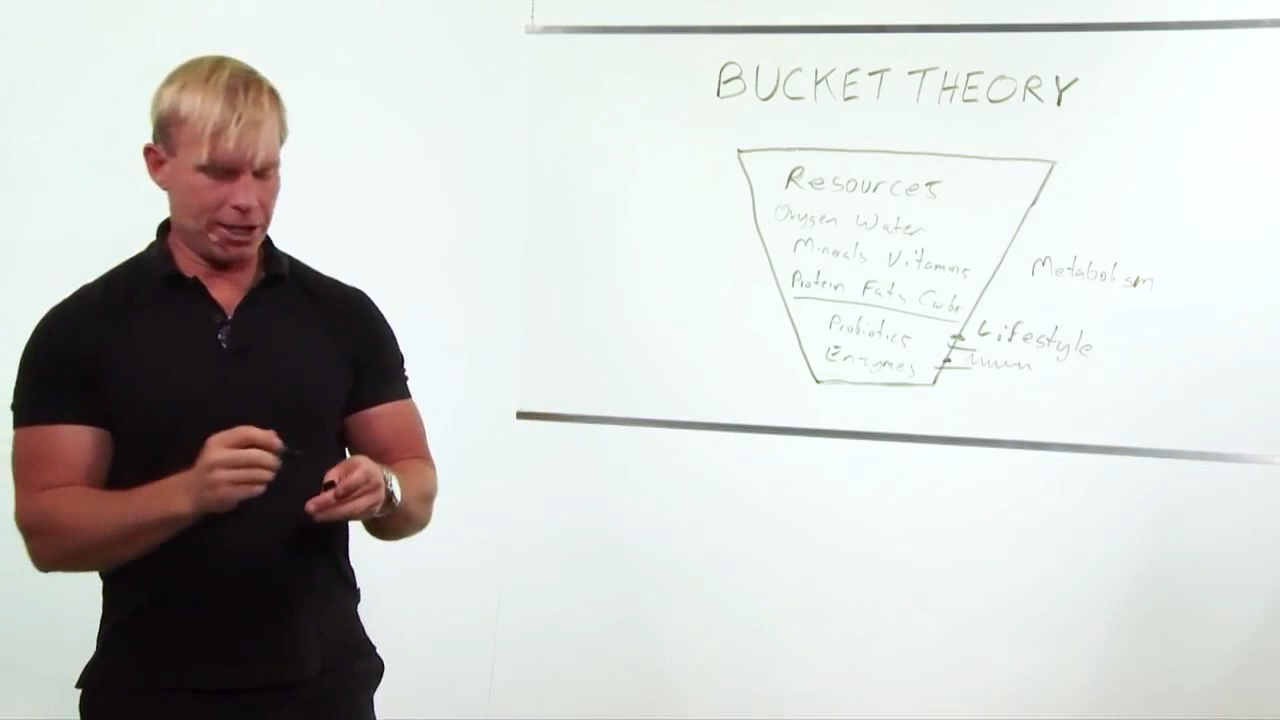 BUCKET THEORY
Resources
Oxygen Water
Minerals Vitamins
Metabolism
Protein Fats Carbs
Probiotics
Lifestyle
Enzymes